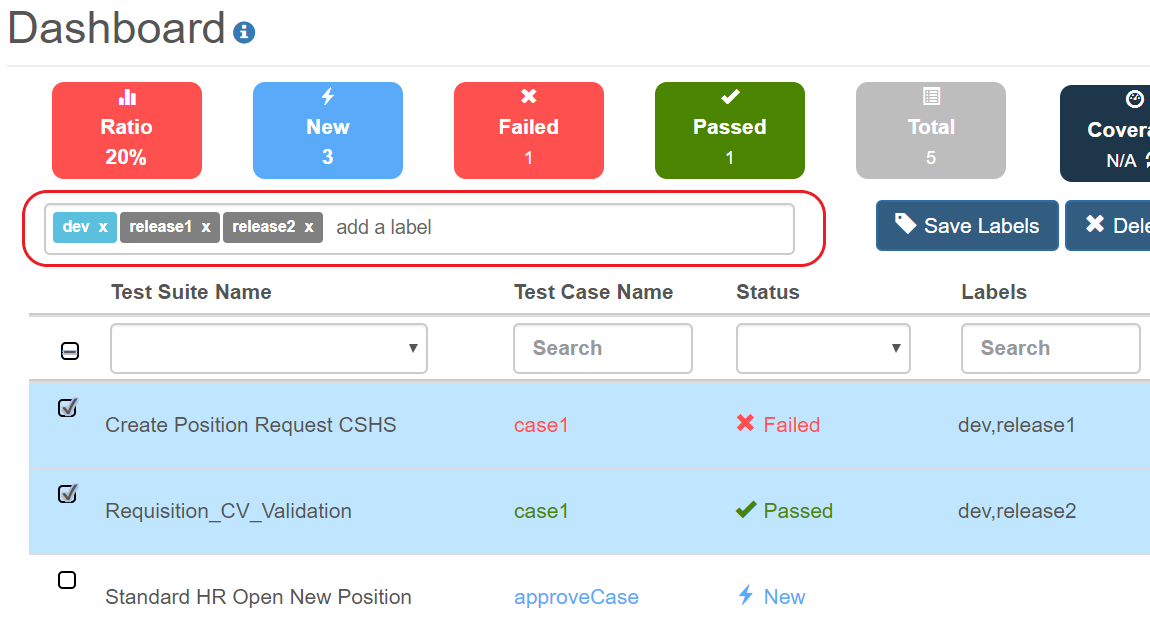 Dashboard
Ratio
20%
New
3
Failed
1
Passed
1
Total
5
Covera
N/A
dev x release1 x release2 x add a label
Save Labels
Dele
Test Suite Name Test Case Name Status Labels
Search Search
Create Position Request CSHS case1 Failed dev,release1
Requisition_CV_Validation case1 Passed dev,release2
Standard HR Open New Position approveCase New